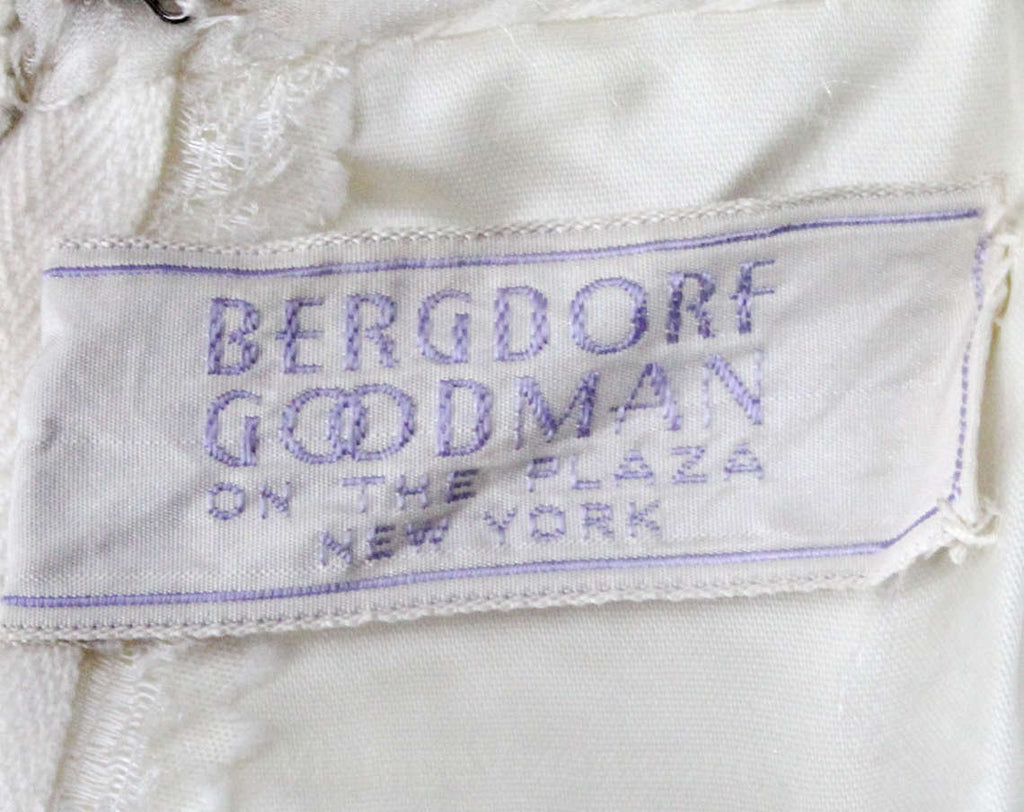 BERGDORF
GOODMAN
ON THE PLAZA
NEW YORK